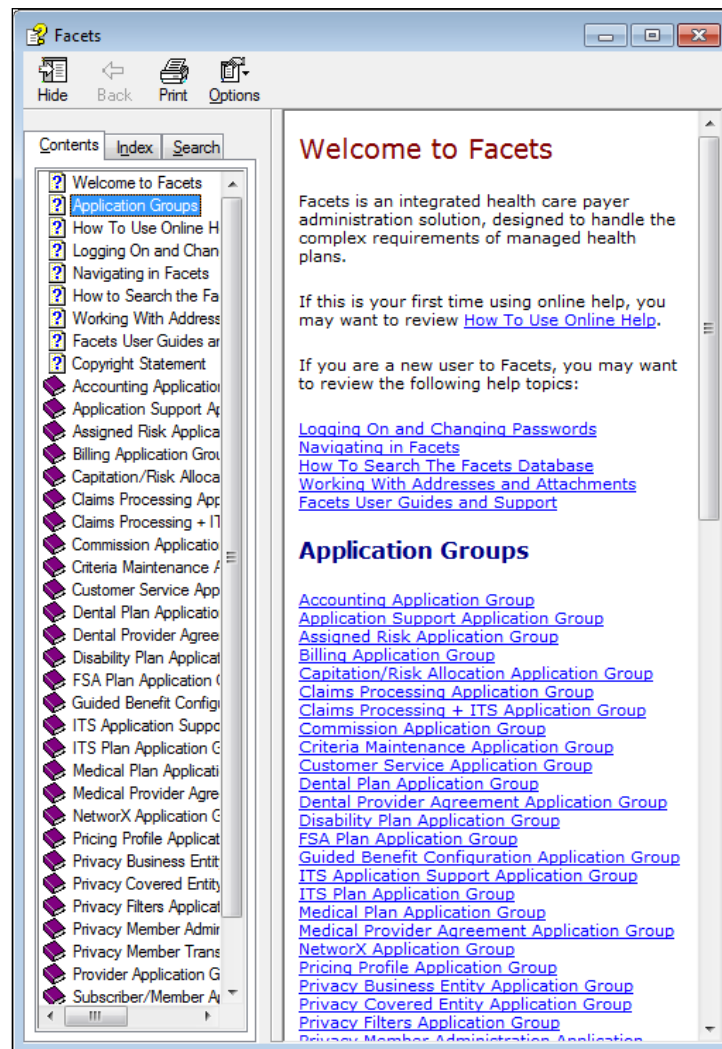 Facets
Hide Back Print Options
Contents Index Search
Welcome to Facets
Application Groups
How To Use Online H
Logging On and Chan
Navigating in Facets
How to Search the Fa
Working With Address
Facets User Guides ar
Copyright Statement
Accounting Application
Application Support Ap
Assigned Risk Applica
Billing Application Grou
Capitation/Risk Alloca
Claims Processing App
Claims Processing + IT
Commission Applicatio
Criteria Maintenance A
Customer Service App
Dental Plan Applicatio
Dental Provider Agree
Disability Plan Applicat
FSA Plan Application (
Guided Benefit Configu
ITS Application Suppo
ITS Plan Application G
Medical Plan Applicati
Medical Provider Agre
NetworX Application G
Pricing Profile Applicat
Privacy Business Entit
Privacy Covered Entity
Privacy Filters Applicat
Privacy Member Admir
Privacy Member Trans
Provider Application G
Subscriber/Member A
Welcome to Facets
Facets is an integrated health care payer
administration solution, designed to handle the
complex requirements of managed health
plans.
If this is your first time using online help, you
may want to review How To Use Online Help.
If you are a new user to Facets, you may want
to review the following help topics:
Logging On and Changing Passwords
Navigating in Facets
How To Search The Facets Database
Working With Addresses and Attachments
Facets User Guides and Support
Application Groups
Accounting Application Group
Application Support Application Group
Assigned Risk Application Group
Billing Application Group
Capitation/Risk Allocation Application Group
Claims Processing Application Group
Claims Processing + ITS Application Group
Commission Application Group
Criteria Maintenance Application Group
Customer Service Application Group
Dental Plan Application Group
Dental Provider Agreement Application Group
Disability Plan Application Group
FSA Plan Application Group
Guided Benefit Configuration Application Group
ITS Application Support Application Group
ITS Plan Application Group
Medical Plan Application Group
Medical Provider Agreement Application Group
NetworX Application Group
Pricing Profile Application Group
Privacy Business Entity Application Group
Privacy Covered Entity Application Group
Privacy Filters Application Group
Privacy Member Administration Application